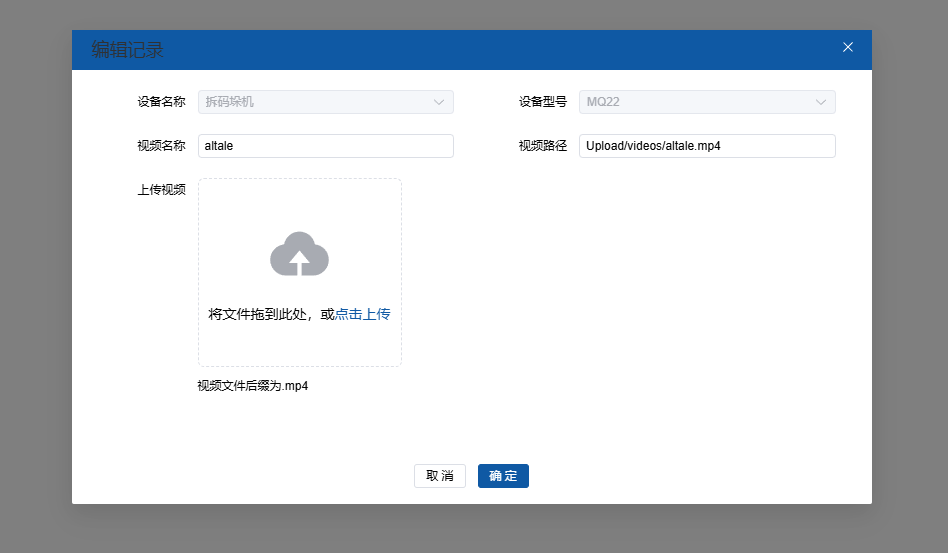 编辑记录
设备名称 拆码垛机 设备型号 MQ22
视频名称 altale 视频路径 Upload/videos/altale.mp4
上传视频
将文件拖到此处，或点击上传
视频文件后缀为.mp4
取消 确定